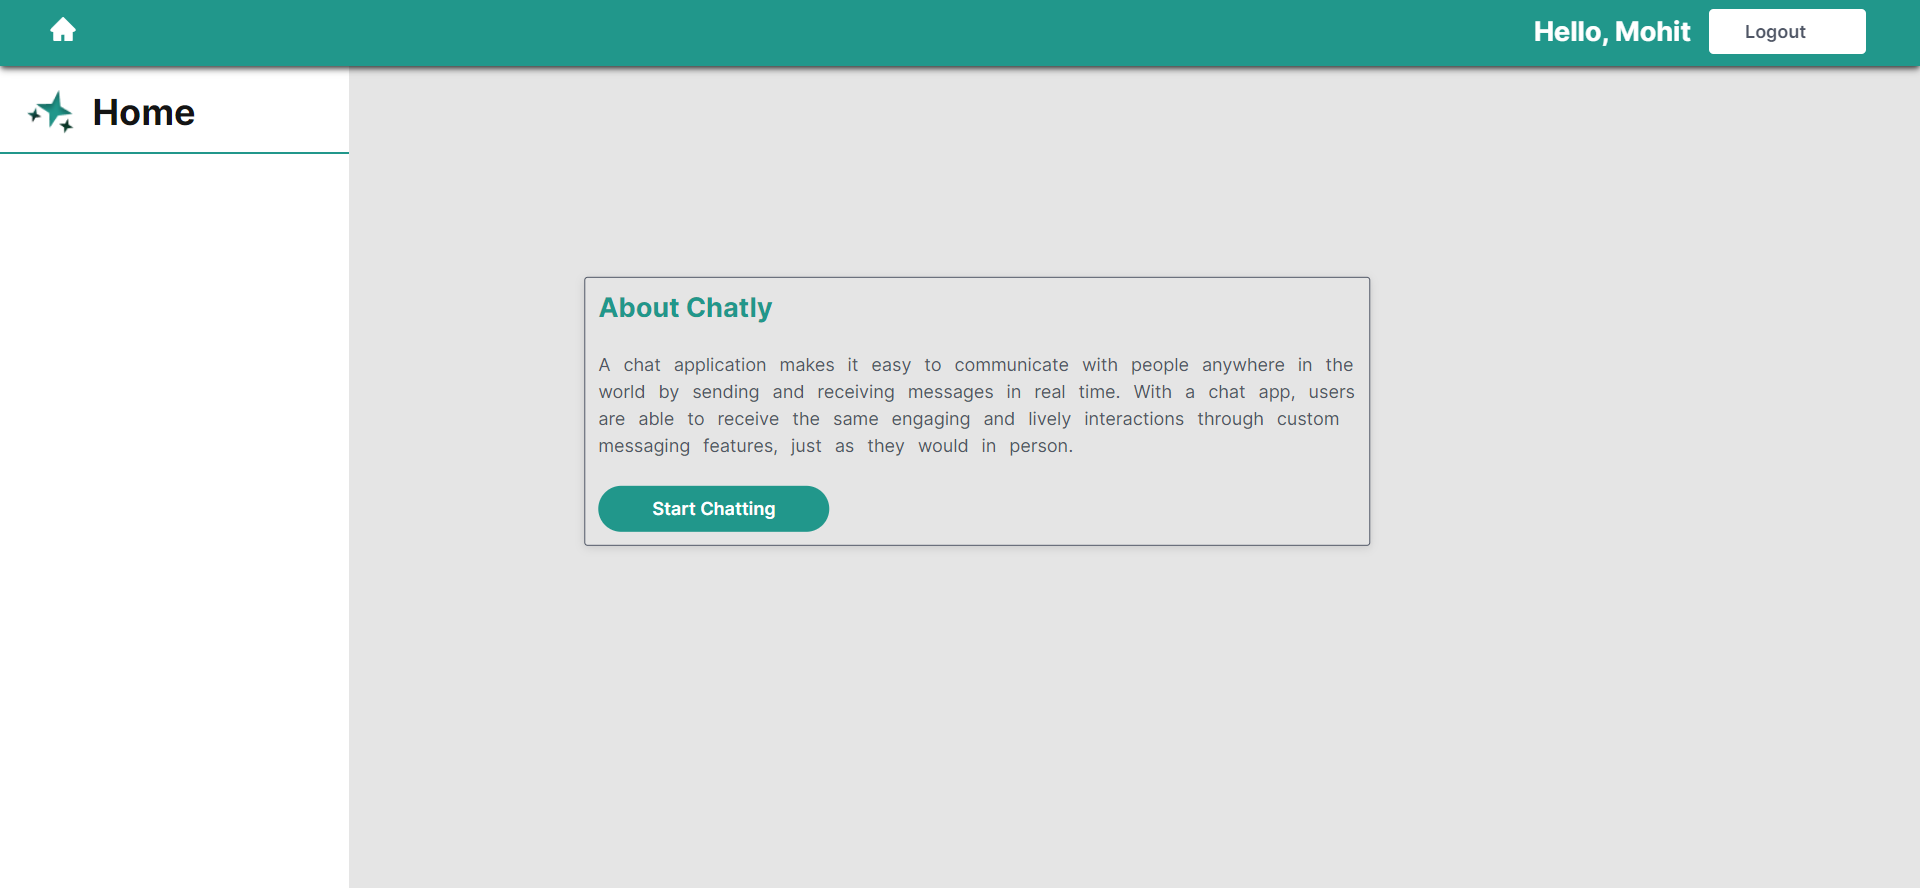 Hello, Mohit
Logout
Home
About Chatly
A chat application makes it easy to communicate with people anywhere in the
world by sending and receiving messages in real time. With a chat app, users
are able to receive the same engaging and lively interactions through custom
messaging features, just as they would in person.
Start Chatting